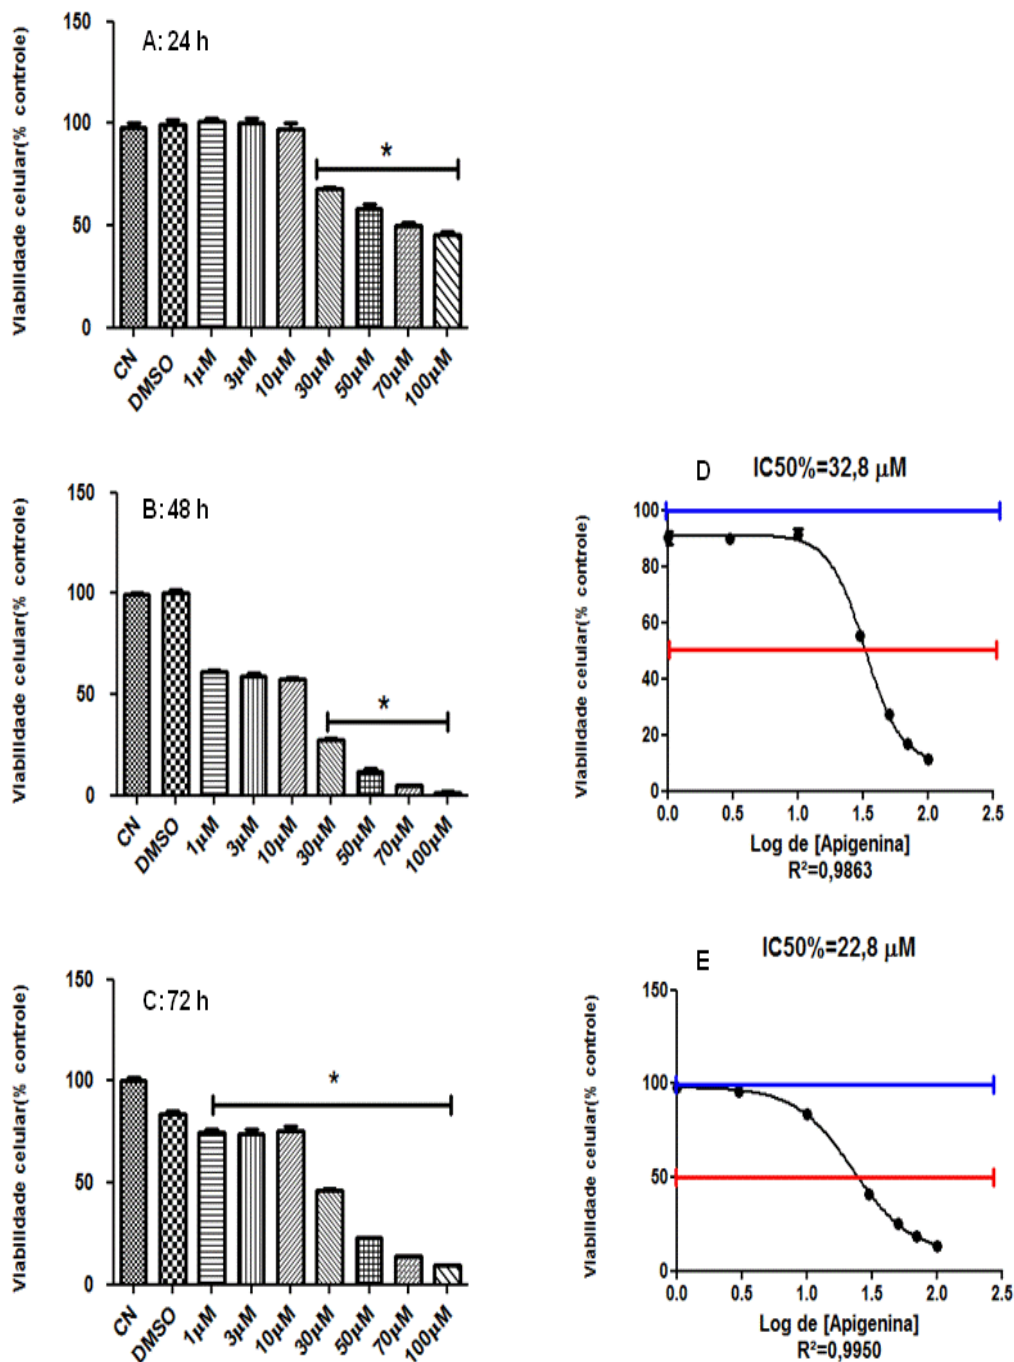 A: 24 h
Viabilidade celular(% controle)
150
100
50
0
*
CN
DMSO
1µM
3µM
10µM
30µM
50µM
70µM
100µM
B: 48 h
Viabilidade celular(% controle)
150
100
50
0
*
CN
DMSO
1µM
3µM
10µM
30µM
50µM
70µM
100µM
D
IC50%=32,8 µM
Viabilidade celular(% controle)
100
80
60
40
20
0
0.0 0.5 1.0 1.5 2.0 2.5
Log de [Apigenina]
R²=0,9863
C: 72 h
Viabilidade celular(% controle)
150
100
50
0
*
CN
DMSO
1µM
3µM
10µM
30µM
50µM
70µM
100µM
E
IC50%=22,8 µM
Viabilidade celular(% controle)
150
100
50
0
0.0 0.5 1.0 1.5 2.0 2.5
Log de [Apigenina]
R²=0,9950